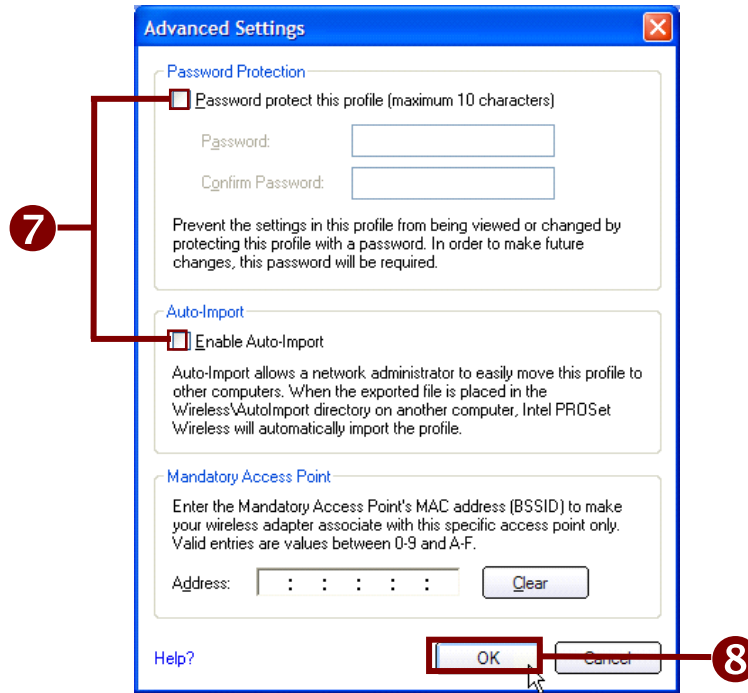 Advanced Settings
Password Protection
Password protect this profile (maximum 10 characters)
Password:
Confirm Password:
7
Prevent the settings in this profile from being viewed or changed by
protecting this profile with a password. In order to make future
changes, this password will be required.
Auto-Import
Enable Auto-Import
Auto-Import allows a network administrator to easily move this profile to
other computers. When the exported file is placed in the
Wireless\AutoImport directory on another computer, Intel PROSet
Wireless will automatically import the profile.
Mandatory Access Point
Enter the Mandatory Access Point's MAC address (BSSID) to make
your wireless adapter associate with this specific access point only.
Valid entries are values between 0-9 and A-F.
Address: : : : : : Clear
Help? OK Cancel 8